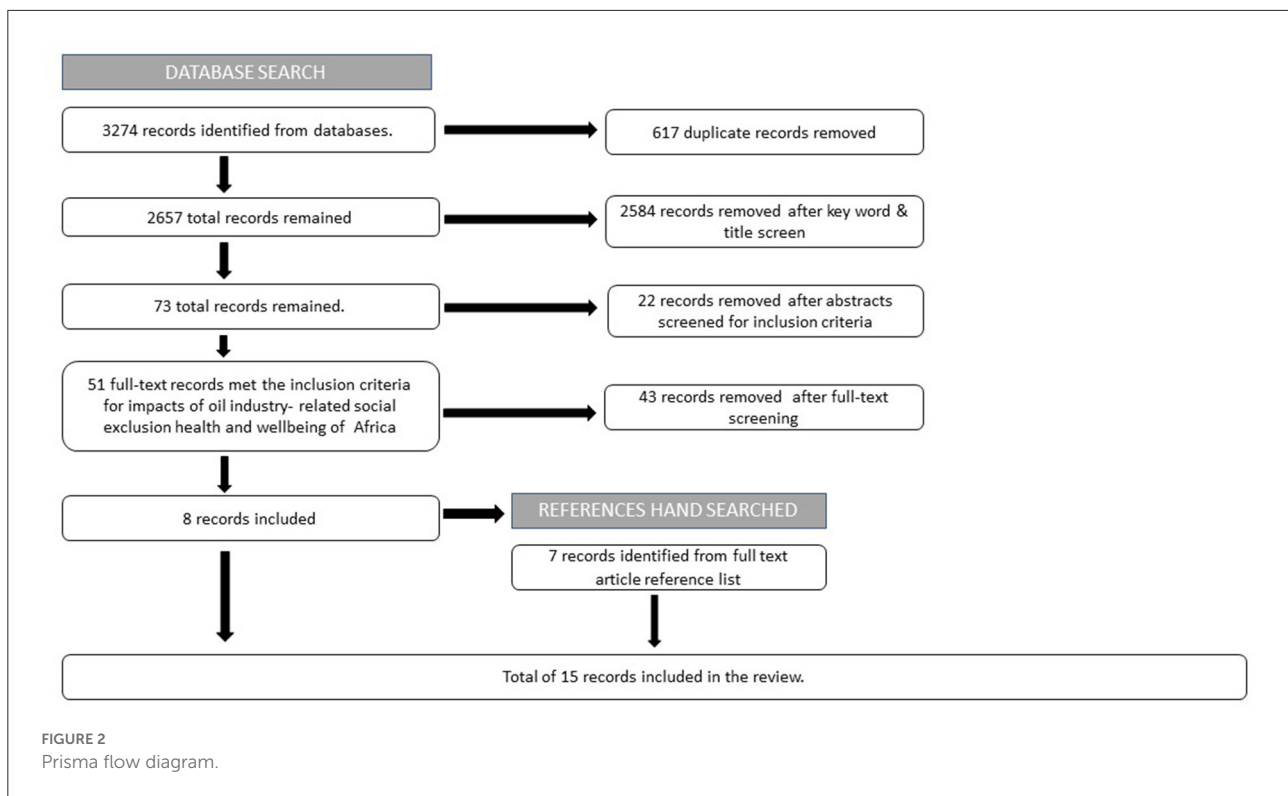 DATABASE SEARCH
3274 records identified from databases.
617 duplicate records removed
2657 total records remained
2584 records removed after key word &
title screen
73 total records remained.
22 records removed after abstracts
screened for inclusion criteria
51 full-text records met the inclusion criteria
for impacts of oil industry- related social
exclusion health and wellbeing of Africa
43 records removed after full-text
screening
8 records included
REFERENCES HAND SEARCHED
7 records identified from full text
article reference list
Total of 15 records included in the review.
FIGURE 2
Prisma flow diagram.